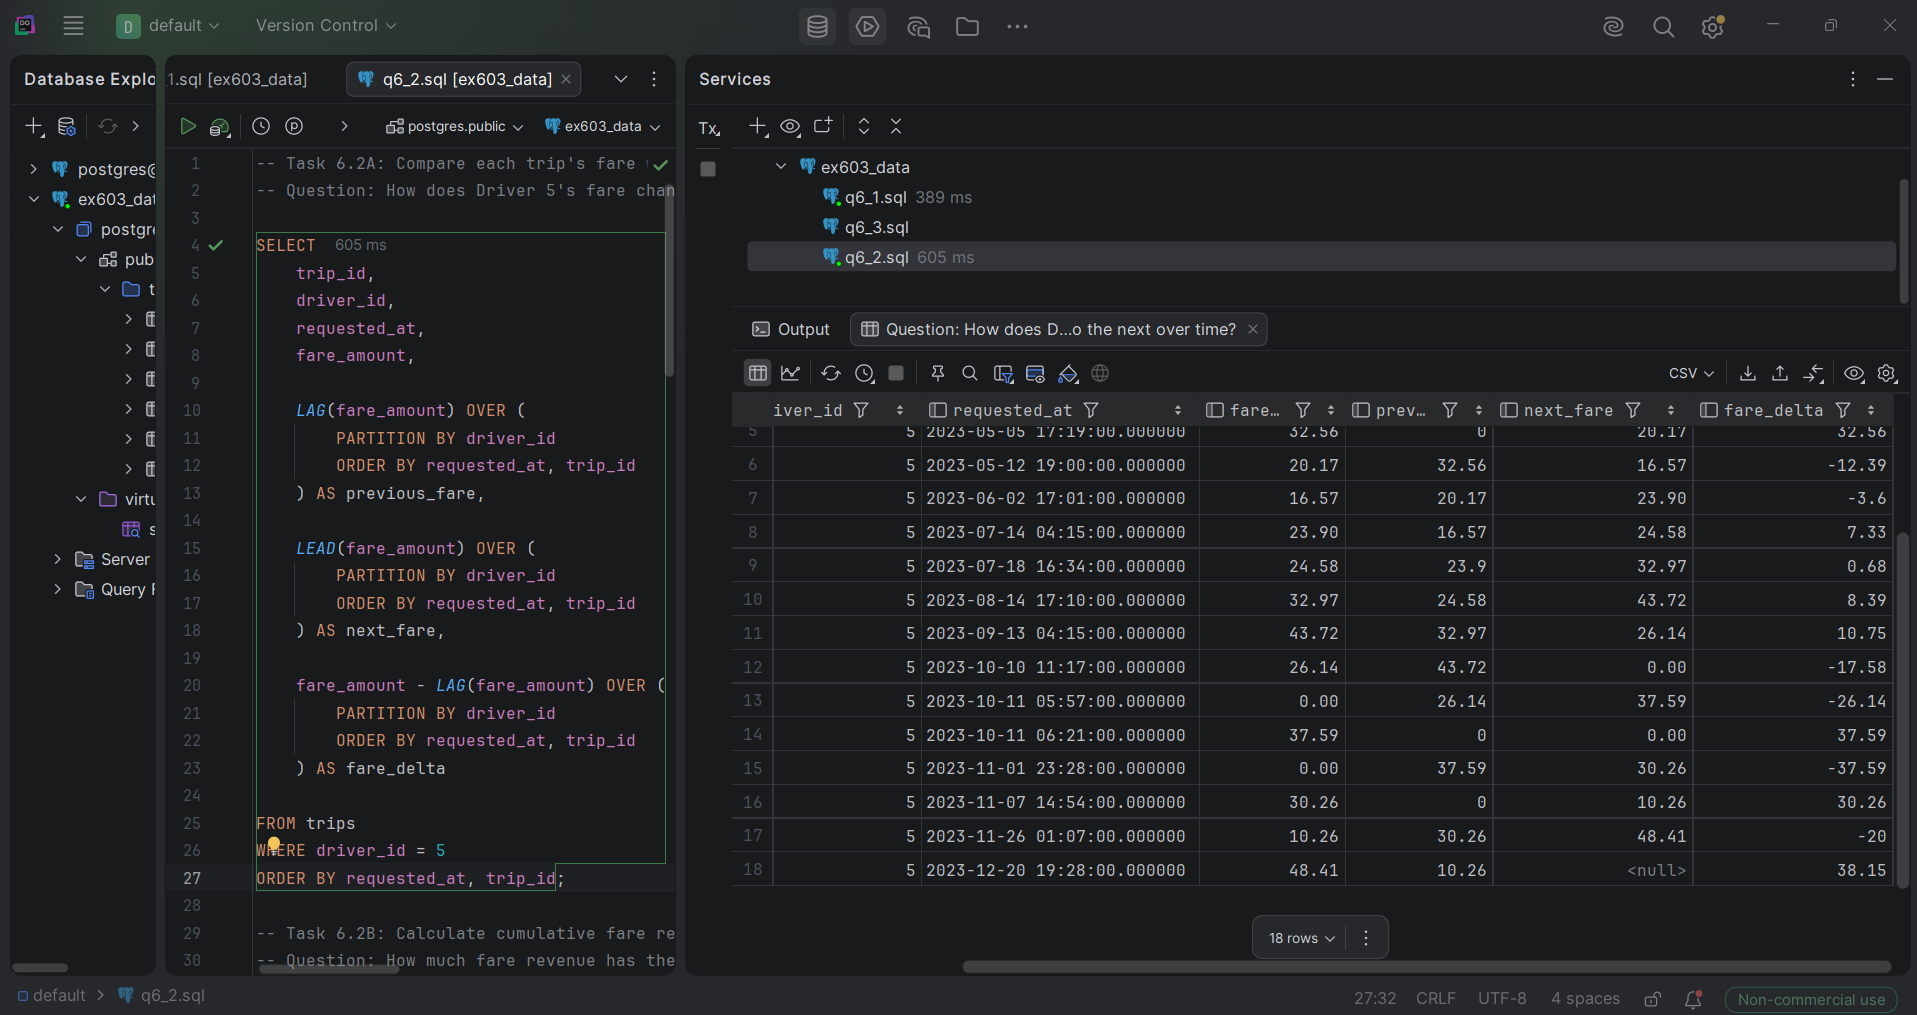 D default Version Control
Database Explo
1.sql [ex603_data] q6_2.sql [ex603_data]
Services
postgres.public ex603_data
Tx
postgres@
ex603_dat
postgre
pub
t
virtu
s
Server
Query F
1 -- Task 6.2A: Compare each trip's fare
2 -- Question: How does Driver 5's fare chan
3
4 SELECT 605 ms
5 trip_id,
6 driver_id,
7 requested_at,
8 fare_amount,
9
10 LAG(fare_amount) OVER (
11 PARTITION BY driver_id
12 ORDER BY requested_at, trip_id
13 ) AS previous_fare,
14
15 LEAD(fare_amount) OVER (
16 PARTITION BY driver_id
17 ORDER BY requested_at, trip_id
18 ) AS next_fare,
19
20 fare_amount - LAG(fare_amount) OVER (
21 PARTITION BY driver_id
22 ORDER BY requested_at, trip_id
23 ) AS fare_delta
24
25 FROM trips
26 WHERE driver_id = 5
27 ORDER BY requested_at, trip_id;
28
29 -- Task 6.2B: Calculate cumulative fare re
30 -- Question: How much fare revenue has the
ex603_data
q6_1.sql 389 ms
q6_3.sql
q6_2.sql 605 ms
Output Question: How does D...o the next over time?
CSV
iver_id requested_at fare... prev... next_fare fare_delta
5 5 2023-05-05 17:19:00.000000 32.56 0 20.17 32.56
6 5 2023-05-12 19:00:00.000000 20.17 32.56 16.57 -12.39
7 5 2023-06-02 17:01:00.000000 16.57 20.17 23.90 -3.6
8 5 2023-07-14 04:15:00.000000 23.90 16.57 24.58 7.33
9 5 2023-07-18 16:34:00.000000 24.58 23.9 32.97 0.68
10 5 2023-08-14 17:10:00.000000 32.97 24.58 43.72 8.39
11 5 2023-09-13 04:15:00.000000 43.72 32.97 26.14 10.75
12 5 2023-10-10 11:17:00.000000 26.14 43.72 0.00 -17.58
13 5 2023-10-11 05:57:00.000000 0.00 26.14 37.59 -26.14
14 5 2023-10-11 06:21:00.000000 37.59 0 0.00 37.59
15 5 2023-11-01 23:28:00.000000 0.00 37.59 30.26 -37.59
16 5 2023-11-07 14:54:00.000000 30.26 0 10.26 30.26
17 5 2023-11-26 01:07:00.000000 10.26 30.26 48.41 -20
18 5 2023-12-20 19:28:00.000000 48.41 10.26 <null> 38.15
18 rows
default q6_2.sql
27:32 CRLF UTF-8 4 spaces Non-commercial use